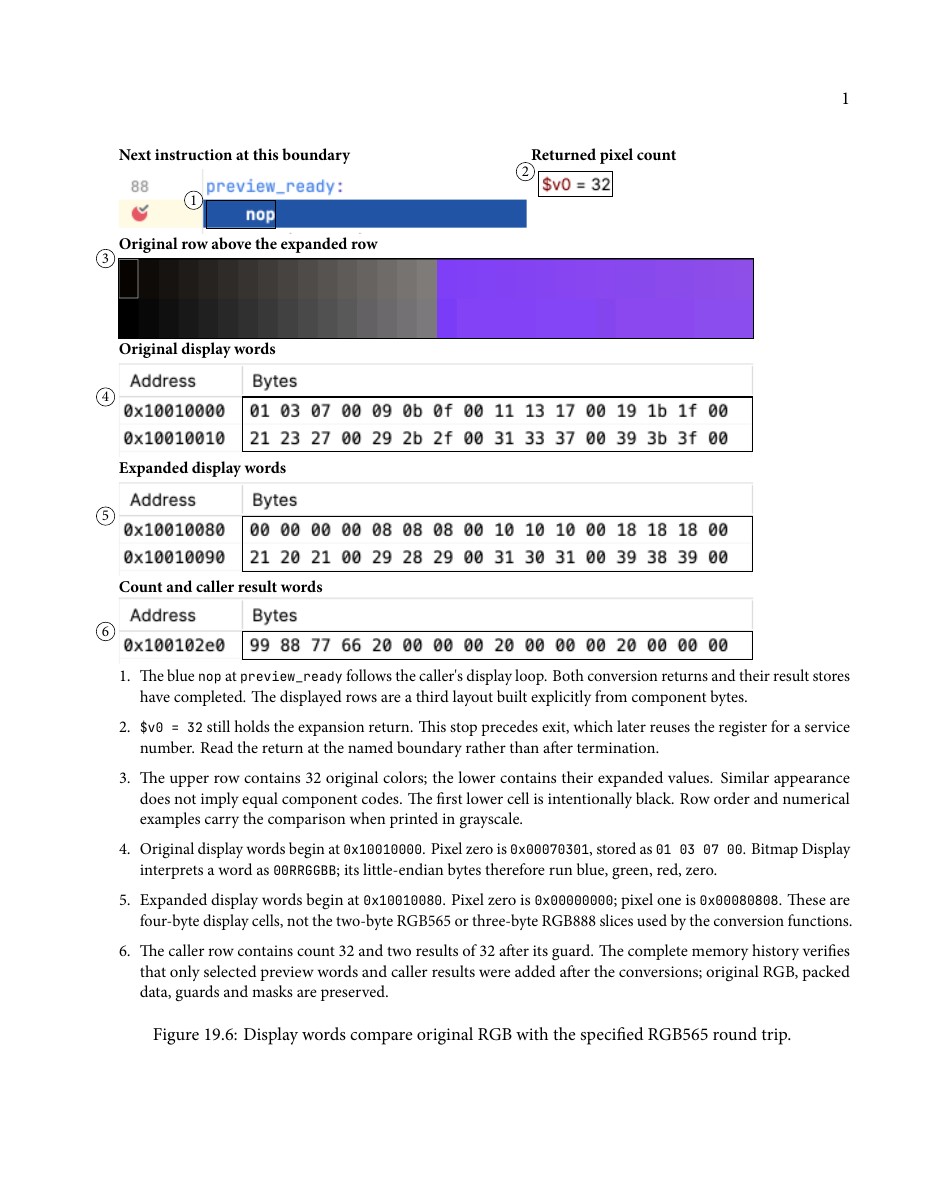 1
Next instruction at this boundary
Returned pixel count
2
$v0 = 32
88 preview_ready:
1
nop
Original row above the expanded row
3
Original display words
Address Bytes
4
0x10010000 01 03 07 00 09 0b 0f 00 11 13 17 00 19 1b 1f 00
0x10010010 21 23 27 00 29 2b 2f 00 31 33 37 00 39 3b 3f 00
Expanded display words
Address Bytes
5
0x10010080 00 00 00 00 08 08 08 00 10 10 10 00 18 18 18 00
0x10010090 21 20 21 00 29 28 29 00 31 30 31 00 39 38 39 00
Count and caller result words
Address Bytes
6
0x100102e0 99 88 77 66 20 00 00 00 20 00 00 00 20 00 00 00
1. The blue nop at preview_ready follows the caller's display loop. Both conversion returns and their result stores
have completed. The displayed rows are a third layout built explicitly from component bytes.
2. $v0 = 32 still holds the expansion return. This stop precedes exit, which later reuses the register for a service
number. Read the return at the named boundary rather than after termination.
3. The upper row contains 32 original colors; the lower contains their expanded values. Similar appearance
does not imply equal component codes. The first lower cell is intentionally black. Row order and numerical
examples carry the comparison when printed in grayscale.
4. Original display words begin at 0x10010000. Pixel zero is 0x00070301, stored as 01 03 07 00. Bitmap Display
interprets a word as 00RRGGBB; its little-endian bytes therefore run blue, green, red, zero.
5. Expanded display words begin at 0x10010080. Pixel zero is 0x00000000; pixel one is 0x00080808. These are
four-byte display cells, not the two-byte RGB565 or three-byte RGB888 slices used by the conversion functions.
6. The caller row contains count 32 and two results of 32 after its guard. The complete memory history verifies
that only selected preview words and caller results were added after the conversions; original RGB, packed
data, guards and masks are preserved.
Figure 19.6: Display words compare original RGB with the specified RGB565 round trip.